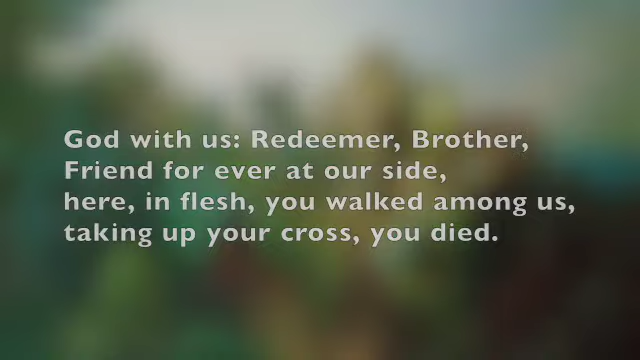 God with us: Redeemer, Brother,
Friend for ever at our side,
here, in flesh, you walked among us,
taking up your cross, you died.